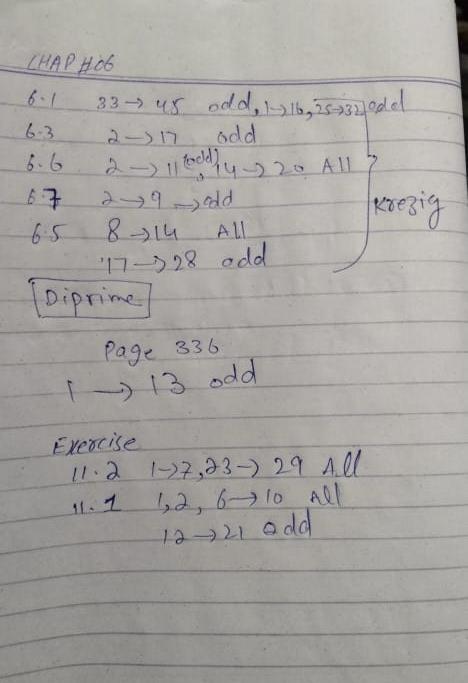 CHAP #06
6.1 33→45 odd, 1→16, 25→32 odd
6.3 2→17 odd
6.6 2→11 (odd), 14→20 All
6.7 2→9 →odd
6.5 8→14 All
17→28 odd
Krezig
Diprime
Page 336
1→13 odd
Exercise
11.2 1→7, 23→29 All
11.1 1,2, 6→10 All
12→21 odd